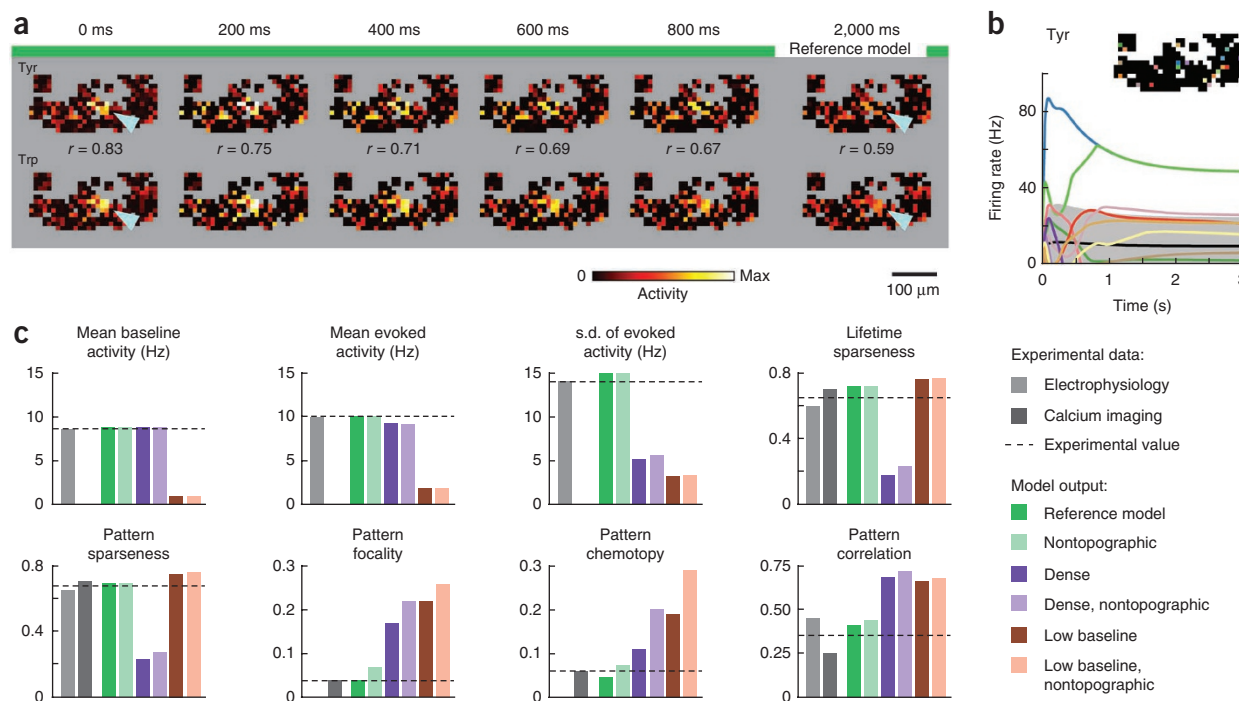 a
0 ms 200 ms 400 ms 600 ms 800 ms 2,000 ms
Reference model
Tyr
r = 0.83 r = 0.75 r = 0.71 r = 0.69 r = 0.67 r = 0.59
Trp
0 Max
Activity
100 μm
b
Tyr
Firing rate (Hz)
80
40
0
0 1 2 3
Time (s)
c
Mean baseline
activity (Hz)
15
10
5
0
Mean evoked
activity (Hz)
15
10
5
0
s.d. of evoked
activity (Hz)
15
10
5
0
Lifetime
sparseness
0.8
0.4
0
Pattern
sparseness
0.8
0.4
0
Pattern
focality
0.3
0.2
0.1
0
Pattern
chemotopy
0.3
0.2
0.1
0
Pattern
correlation
0.75
0.50
0.25
0
Experimental data:
Electrophysiology
Calcium imaging
Experimental value
Model output:
Reference model
Nontopographic
Dense
Dense, nontopographic
Low baseline
Low baseline,
nontopographic